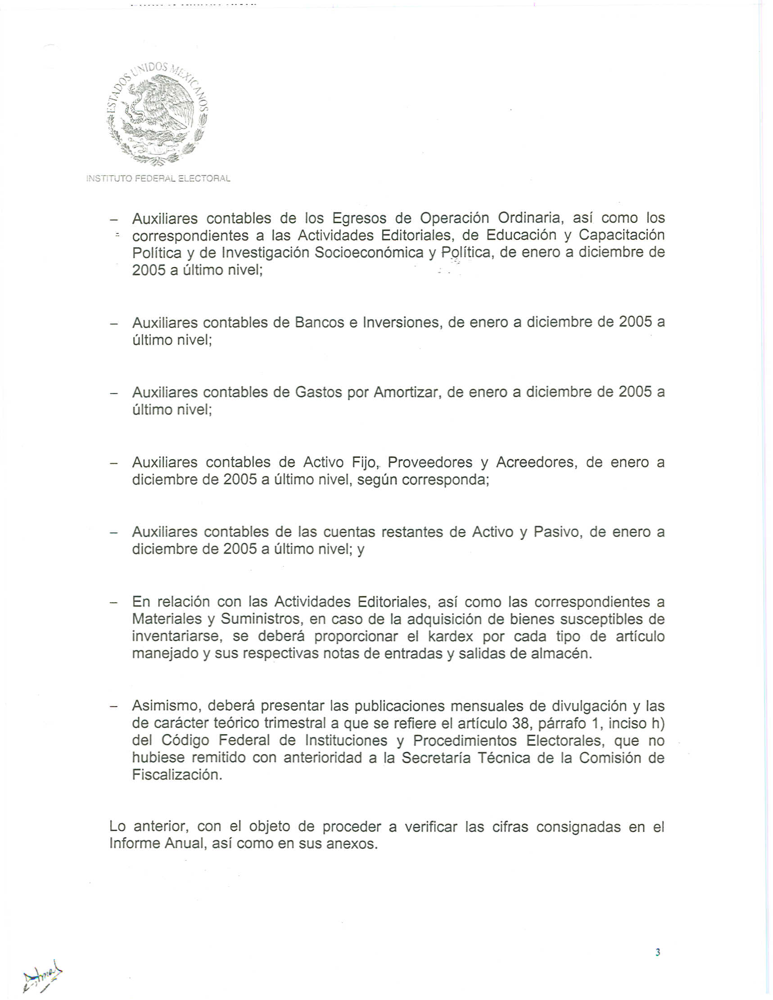 ESTADOS UNIDOS MEXICANOS
INSTITUTO FEDERAL ELECTORAL
– Auxiliares contables de los Egresos de Operación Ordinaria, así como los
correspondientes a las Actividades Editoriales, de Educación y Capacitación
Política y de Investigación Socioeconómica y Política, de enero a diciembre de
2005 a último nivel;
– Auxiliares contables de Bancos e Inversiones, de enero a diciembre de 2005 a
último nivel;
– Auxiliares contables de Gastos por Amortizar, de enero a diciembre de 2005 a
último nivel;
– Auxiliares contables de Activo Fijo, Proveedores y Acreedores, de enero a
diciembre de 2005 a último nivel, según corresponda;
– Auxiliares contables de las cuentas restantes de Activo y Pasivo, de enero a
diciembre de 2005 a último nivel; y
– En relación con las Actividades Editoriales, así como las correspondientes a
Materiales y Suministros, en caso de la adquisición de bienes susceptibles de
inventariarse, se deberá proporcionar el kardex por cada tipo de artículo
manejado y sus respectivas notas de entradas y salidas de almacén.
– Asimismo, deberá presentar las publicaciones mensuales de divulgación y las
de carácter teórico trimestral a que se refiere el artículo 38, párrafo 1, inciso h)
del Código Federal de Instituciones y Procedimientos Electorales, que no
hubiese remitido con anterioridad a la Secretaría Técnica de la Comisión de
Fiscalización.
Lo anterior, con el objeto de proceder a verificar las cifras consignadas en el
Informe Anual, así como en sus anexos.
3